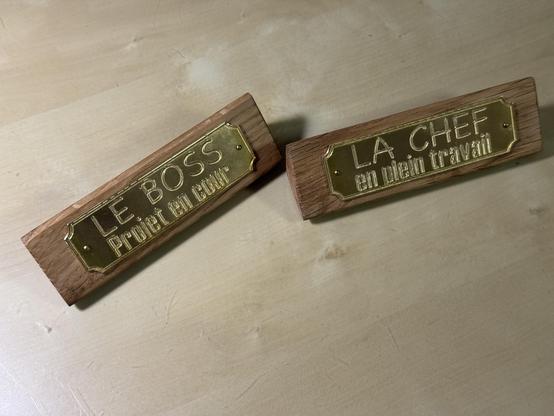 LE BOSS
Projet en cour
LA CHEF
en plein travail